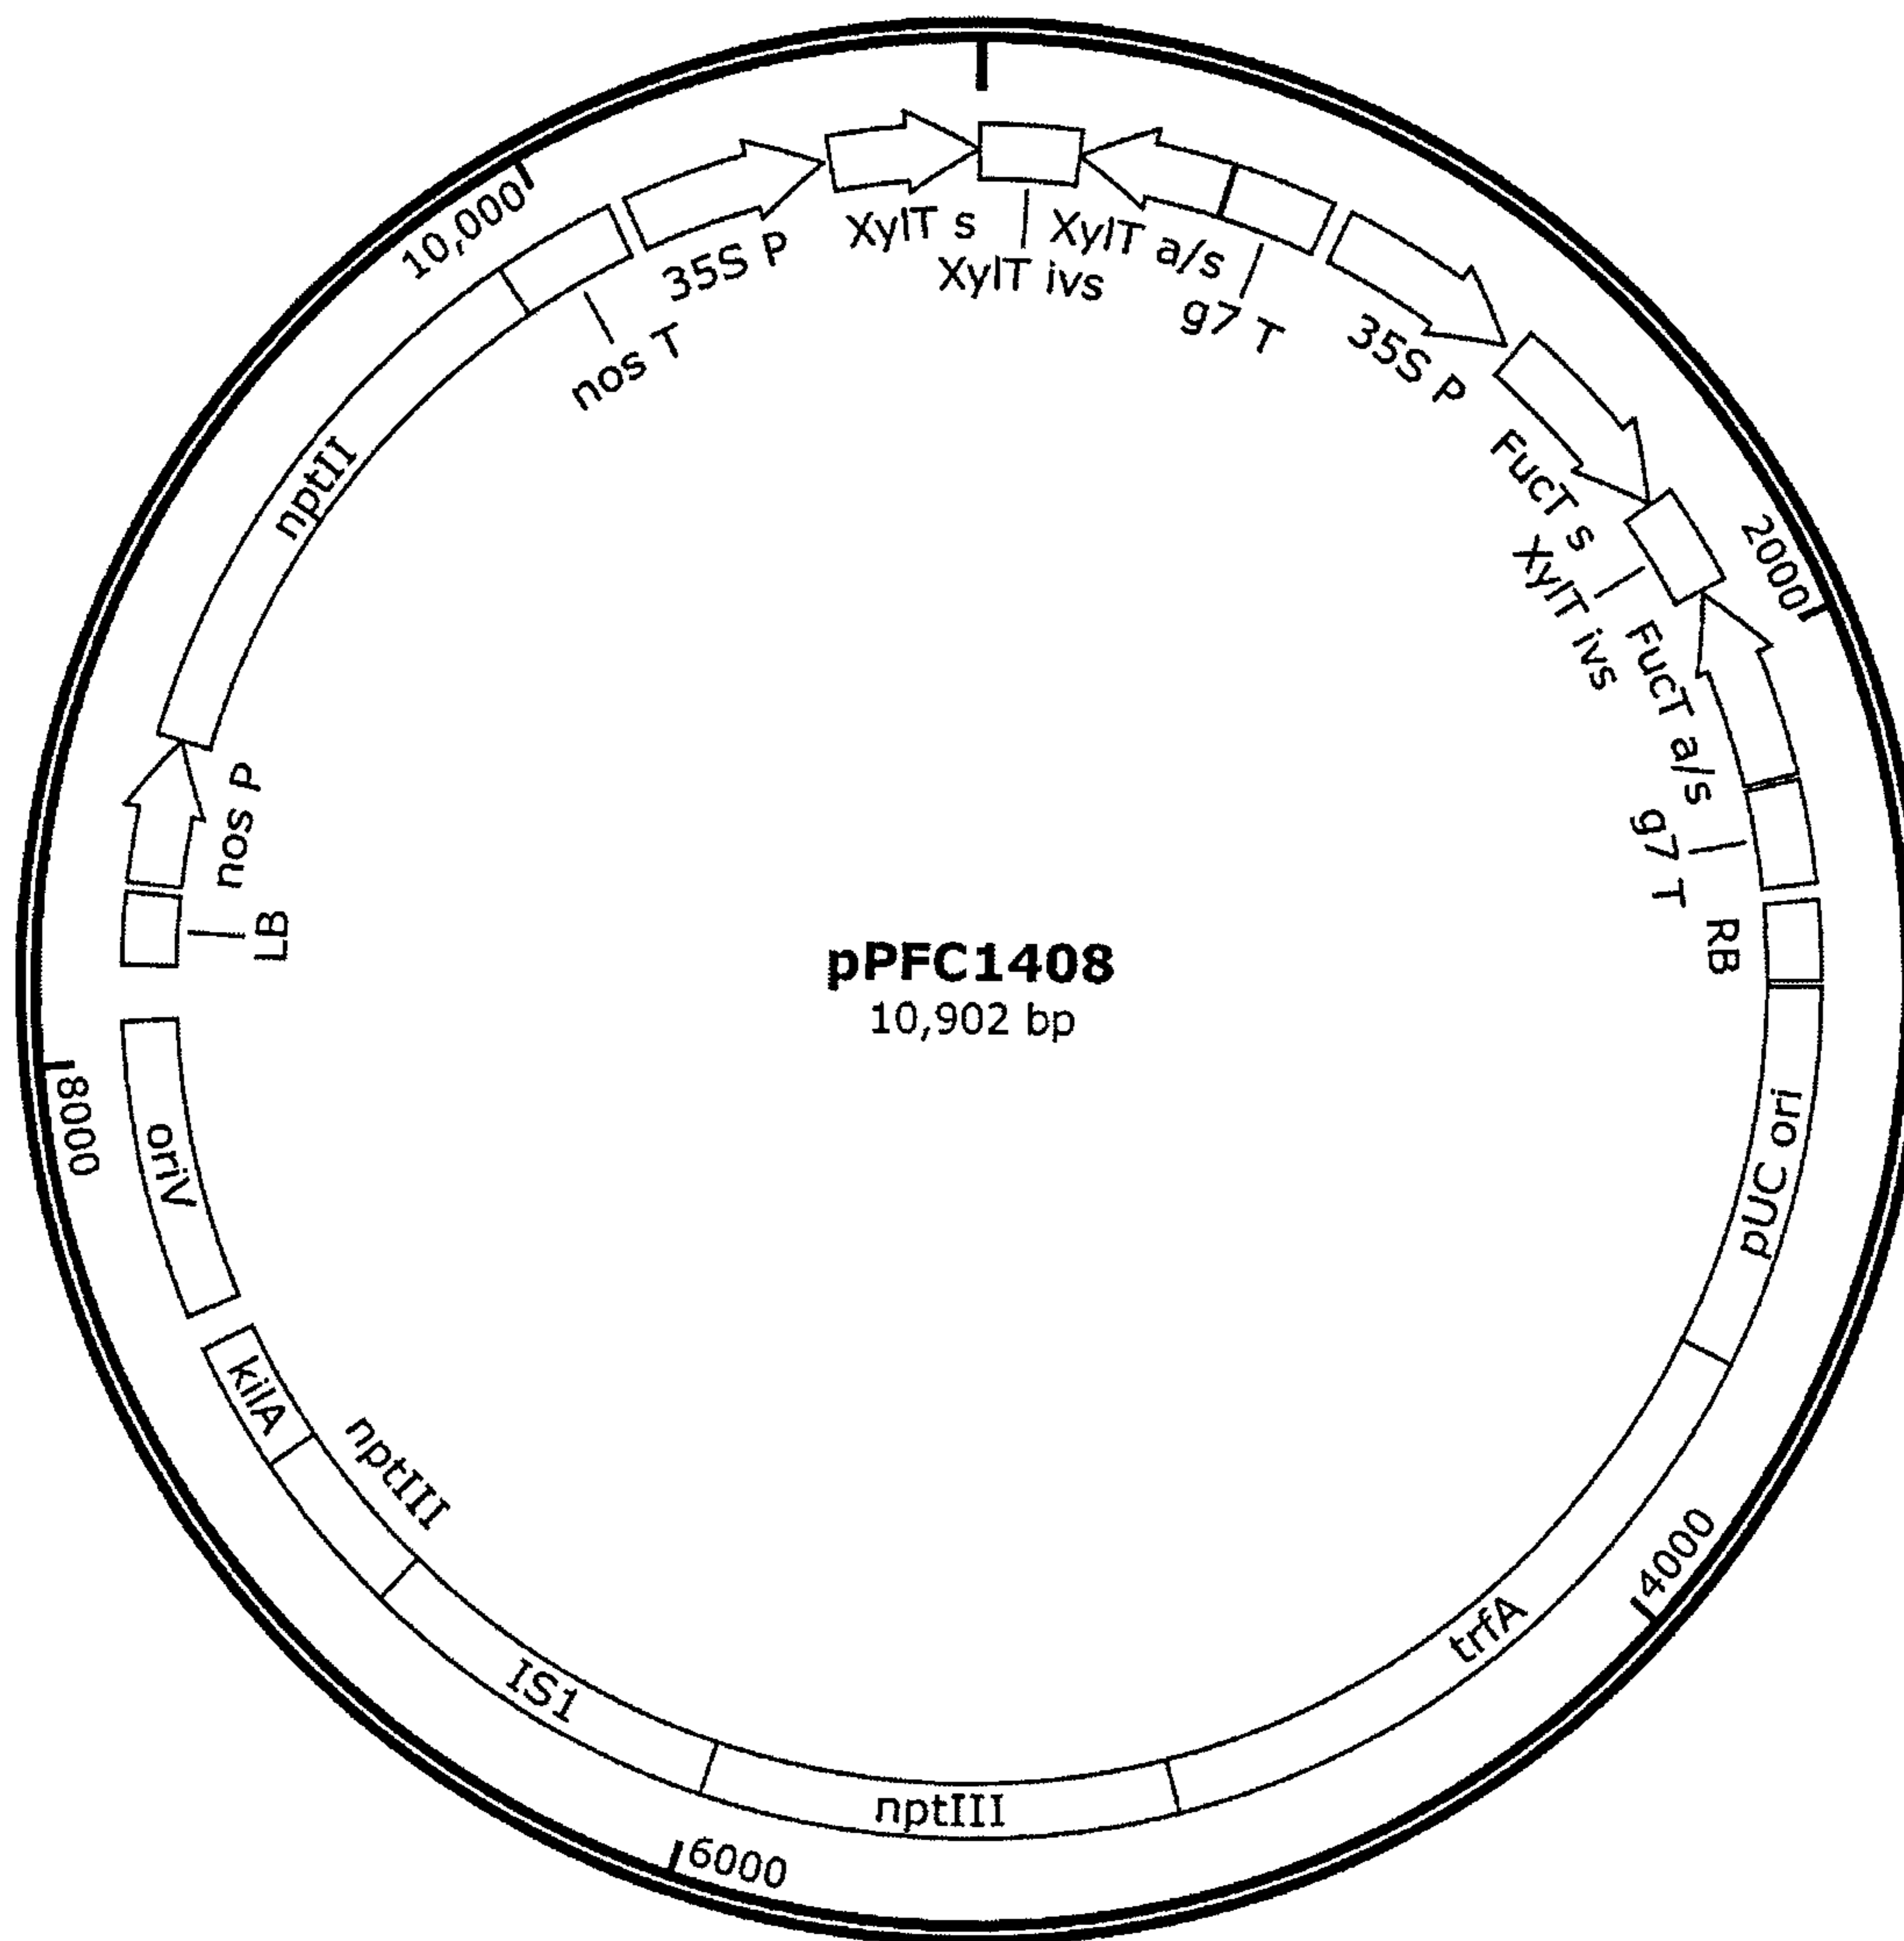 10,000
35S P
XylT s
XylT ivs
XylT a/s
g7 T
35S P
FucT s
XylT ivs
FucT a/s
g7 T
2000
RB
pUC ori
4000
trfA
nptIII
6000
IS1
nptIII
kilA
oriV
8000
LB
nos P
nptII
nos T
pPFC1408
10,902 bp